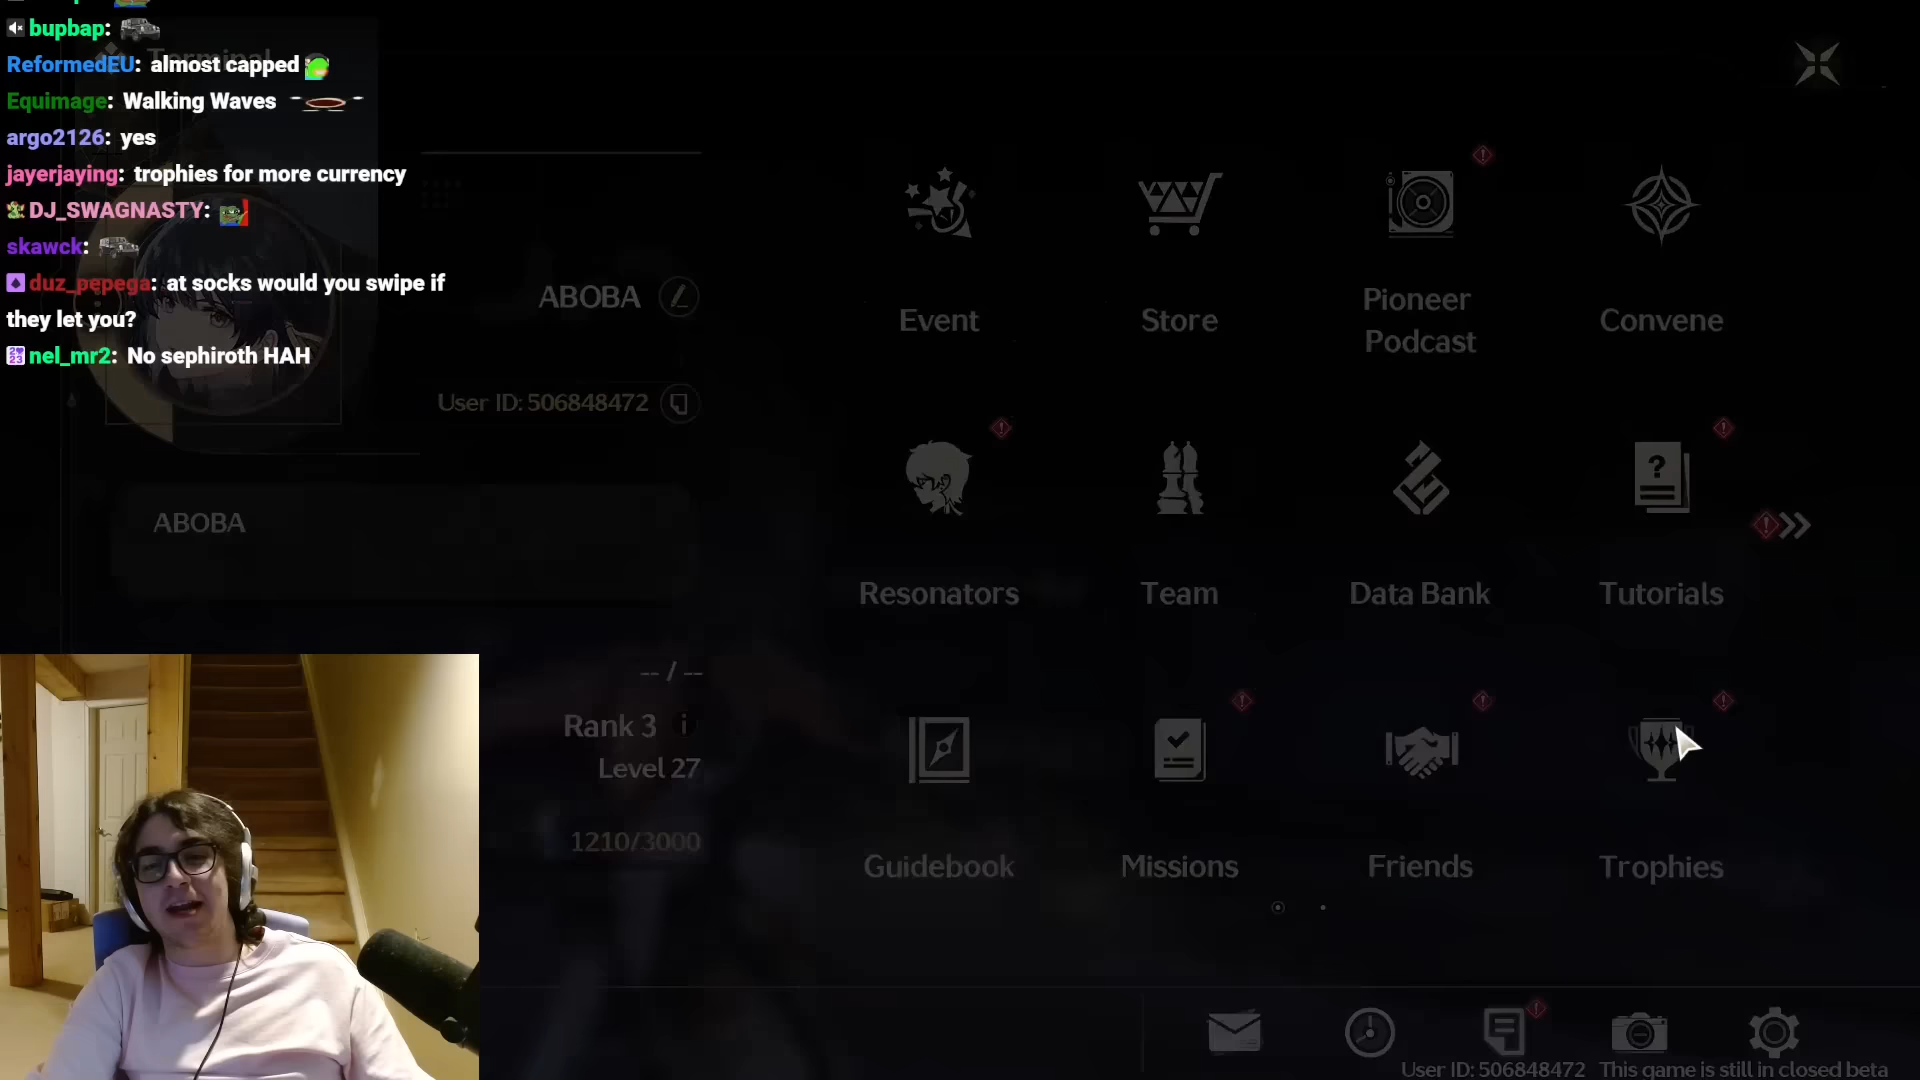 bupbap:
Terminal
ReformedEU: almost capped
Equimage: Walking Waves
argo2126: yes
jayerjaying: trophies for more currency
DJ_SWAGNASTY:
skawck:
duz_pepega: at socks would you swipe if
they let you?
nel_mr2: No sephiroth HAH
ABOBA
User ID: 506848472
ABOBA
-- / --
Rank 3
Level 27
1210/3000
Event
Store
Pioneer
Podcast
Convene
Resonators
Team
Data Bank
Tutorials
Guidebook
Missions
Friends
Trophies
User ID: 506848472 This game is still in closed beta